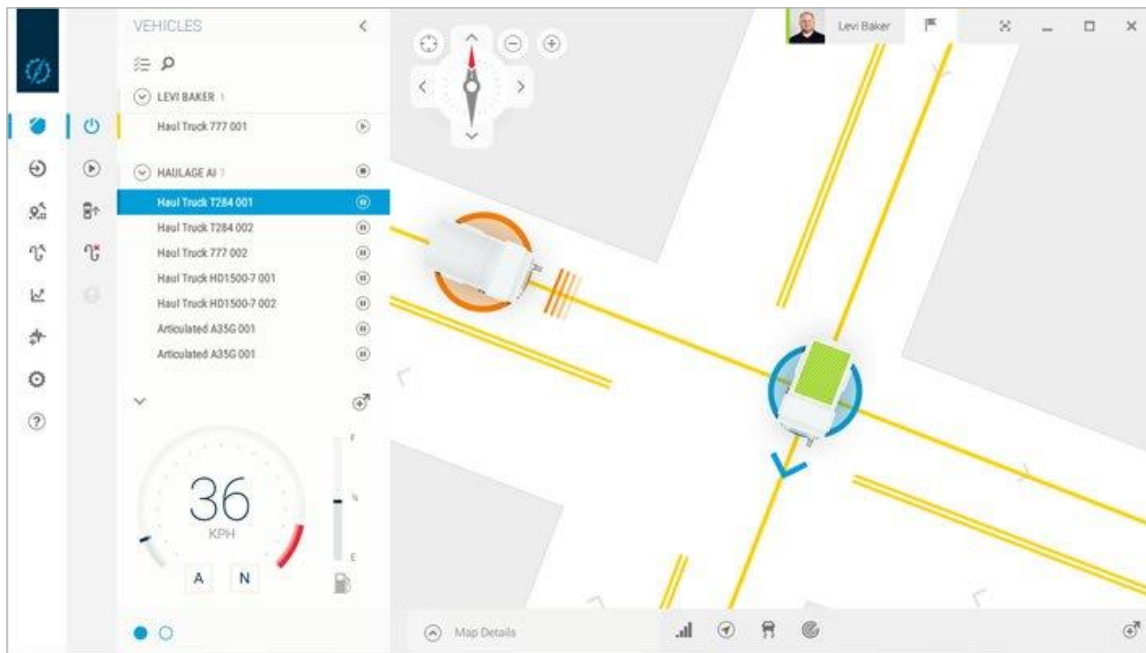 VEHICLES
Levi Baker
LEVI BAKER 1
Haul Truck 777 001
HAULAGE AI 7
Haul Truck T284 001
Haul Truck T284 002
Haul Truck 777 002
Haul Truck HD1500-7 001
Haul Truck HD1500-7 002
Articulated A35G 001
Articulated A35G 001
F
36
KPH
½
E
A N
Map Details